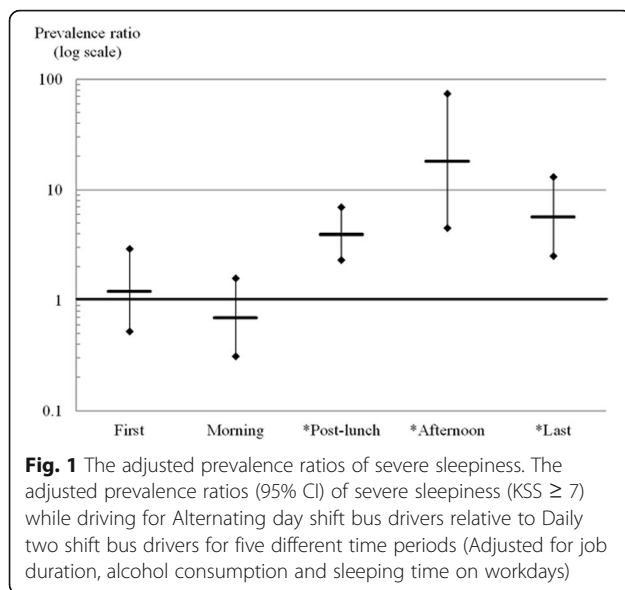 Prevalence ratio
(log scale)
100
10
1
0.1
First Morning *Post-lunch *Afternoon *Last
Fig. 1 The adjusted prevalence ratios of severe sleepiness. The
adjusted prevalence ratios (95% CI) of severe sleepiness (KSS ≥ 7)
while driving for Alternating day shift bus drivers relative to Daily
two shift bus drivers for five different time periods (Adjusted for job
duration, alcohol consumption and sleeping time on workdays)